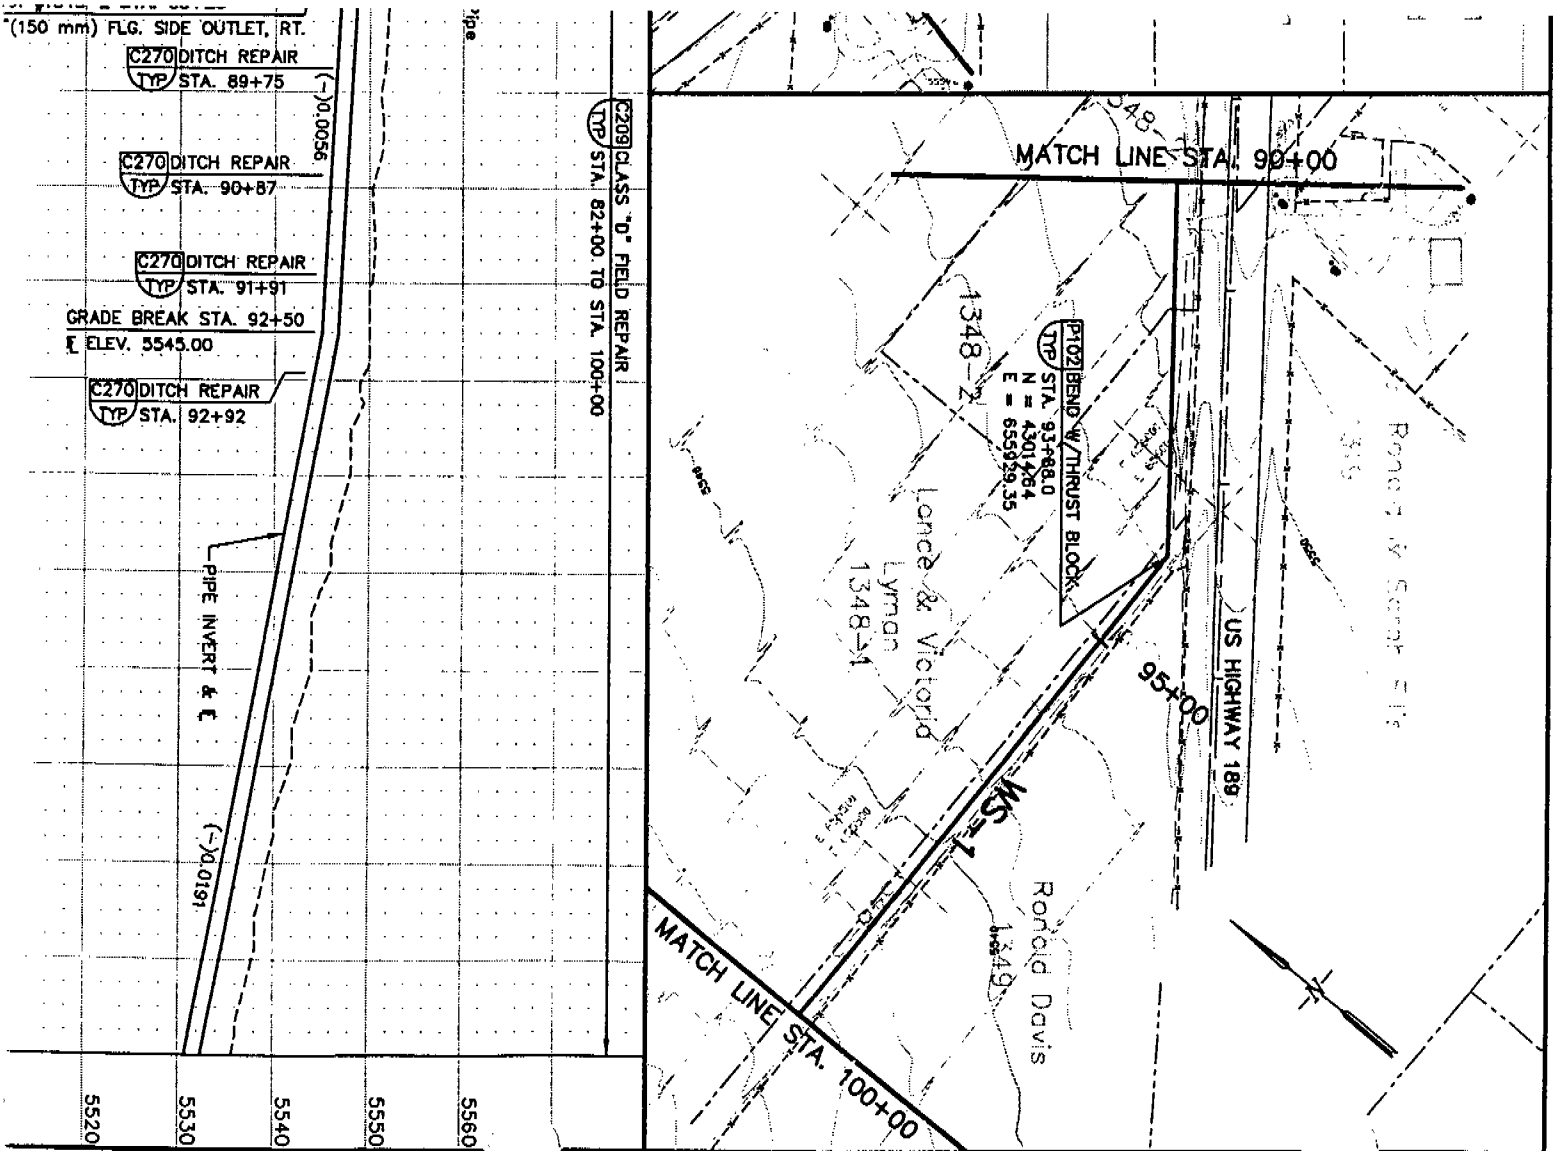 (150 mm) FLG. SIDE OUTLET, RT.
C270 DITCH REPAIR
TYP STA. 89+75
(-)0.0056
C270 DITCH REPAIR
TYP STA. 90+87
C270 DITCH REPAIR
TYP STA. 91+91
GRADE BREAK STA. 92+50
ELEV. 5545.00
C270 DITCH REPAIR
TYP STA. 92+92
PIPE INVERT &
(-)0.0191
C209 CLASS "D" FIELD REPAIR
TYP STA. 82+00 TO STA. 100+00
5520
5530
5540
5550
5560
MATCH LINE STA. 90+00
1348-2
P102 BEND W/THRUST BLOCK
TYP STA. 93+88.0
N = 43014.64
E = 655929.35
Lance & Victoria
Lyman
1348-1
95+00
US HIGHWAY 189
WS-1
Ronald Davis
1349
MATCH LINE STA. 100+00
N